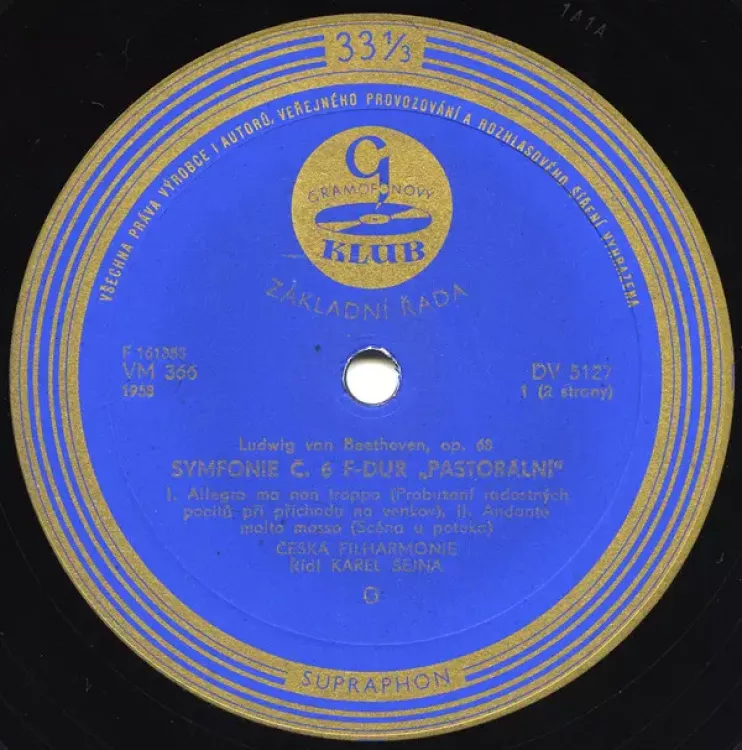 1A1A
33 1/3
VŠECHNA PRÁVA VÝROBCE I AUTORŮ, VEŘEJNÉHO PROVOZOVÁNÍ A ROZHLASOVÉHO ŠÍŘENÍ VYHRAZENA
G
GRAMOFONOVÝ
KLUB
ZÁKLADNÍ ŘADA
VM 366
1958
DV 5127
1 (2 strany)
Ludwig van Beethoven, op. 68
SYMFONIE Č. 6 F-DUR „PASTORÁLNÍ"
I. Allegro ma non troppo (Probuzení radostných
pocitů při příchodu na venkov), II. Andante
molto mosso (Scéna u potoka)
ČESKÁ FILHARMONIE
Řídí KAREL ŠEJNA
G
SUPRAPHON